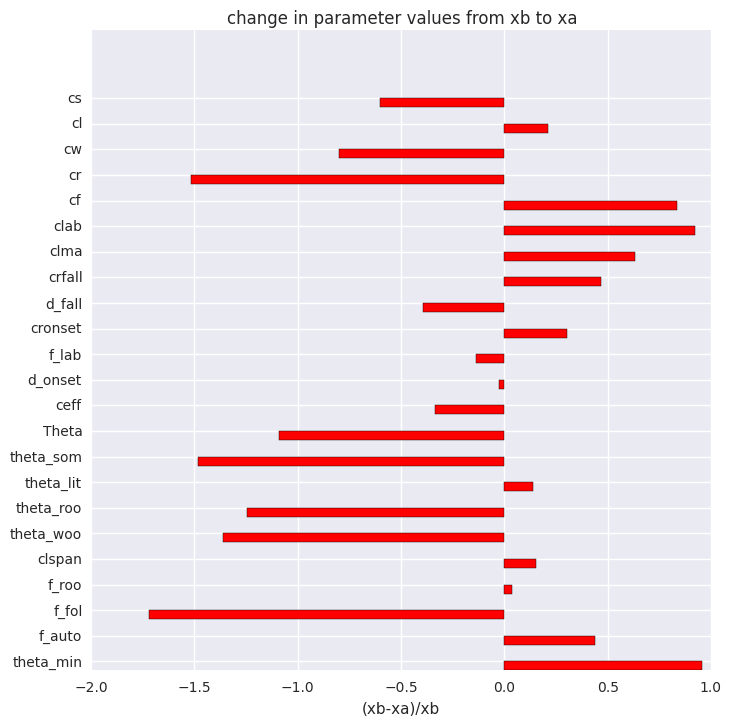 change in parameter values from xb to xa
cs
cl
cw
cr
cf
clab
clma
crfall
d_fall
cronset
f_lab
d_onset
ceff
Theta
theta_som
theta_lit
theta_roo
theta_woo
clspan
f_roo
f_fol
f_auto
theta_min
−2.0 −1.5 −1.0 −0.5 0.0 0.5 1.0
(xb-xa)/xb